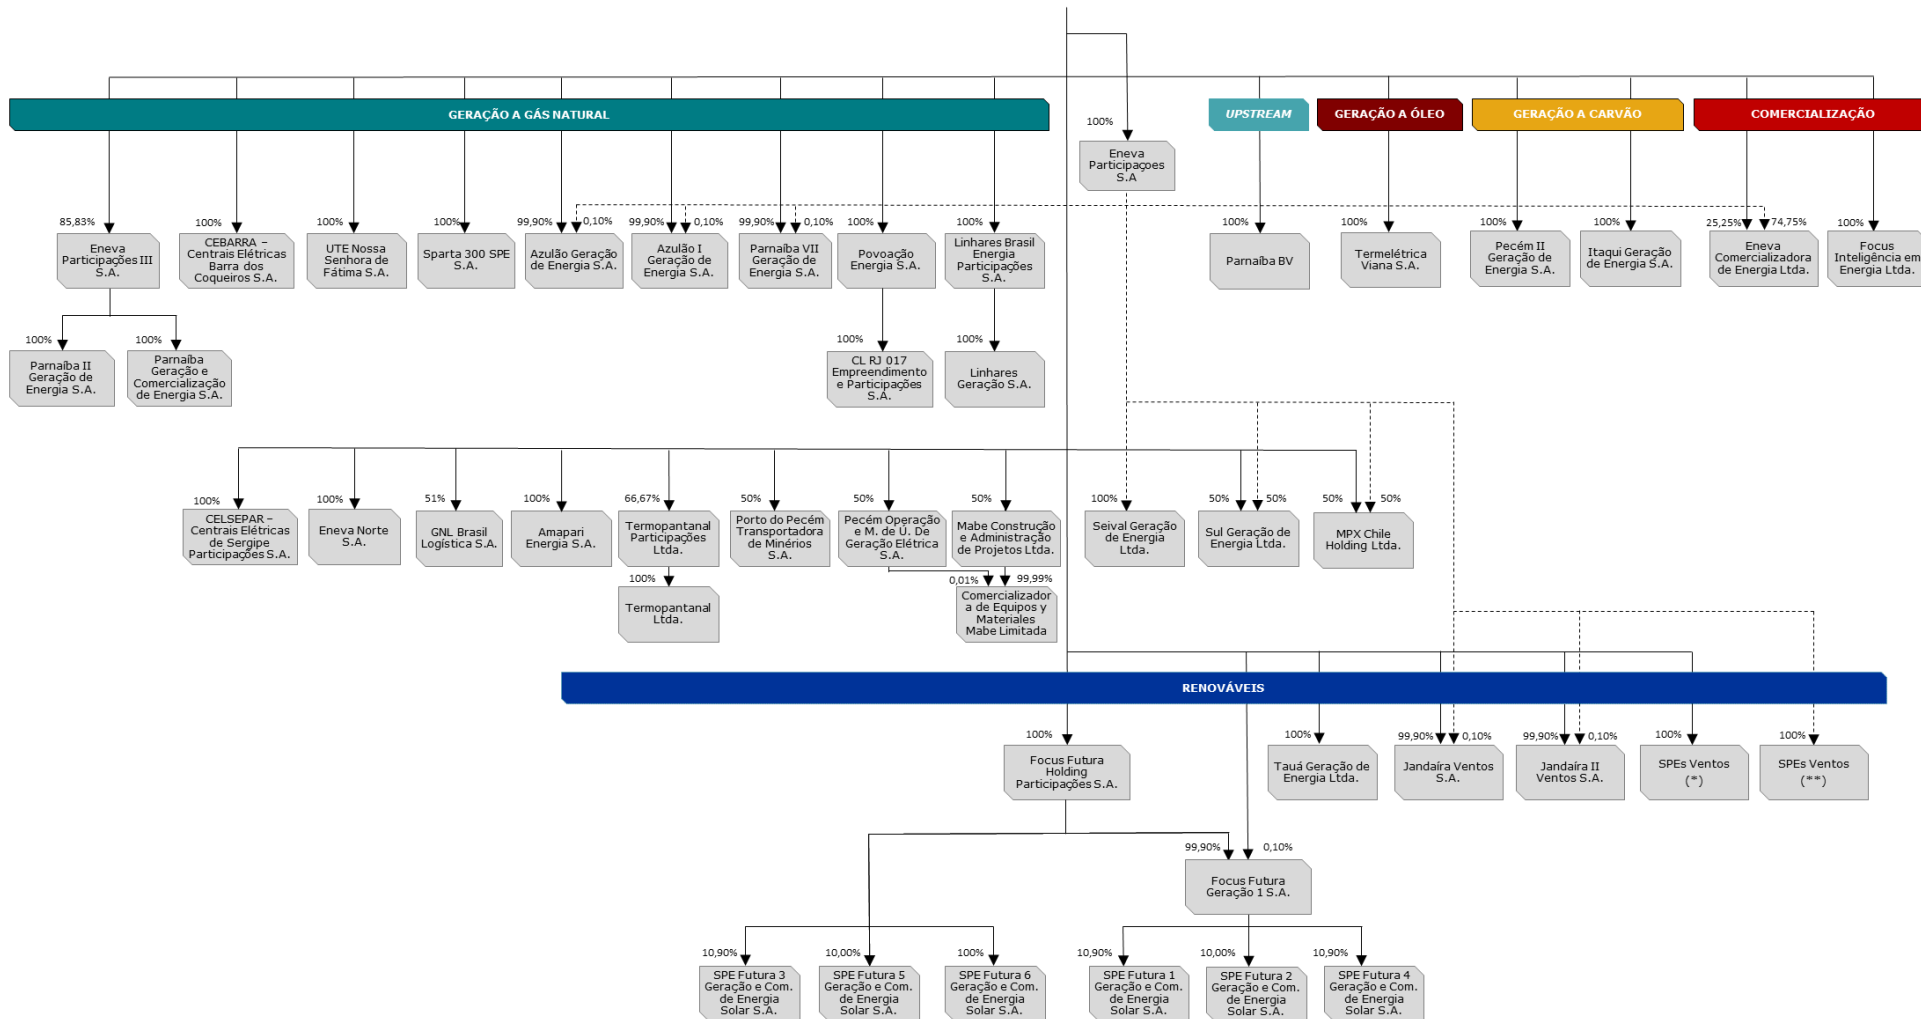 GERAÇÃO A GÁS NATURAL
UPSTREAM
GERAÇÃO A ÓLEO
GERAÇÃO A CARVÃO
COMERCIALIZAÇÃO
100%
Eneva
Participaçoes
S.A
85,83%
Eneva
Participações III
S.A.
100%
CEBARRA –
Centrais Elétricas
Barra dos
Coqueiros S.A.
100%
UTE Nossa
Senhora de
Fátima S.A.
100%
Sparta 300 SPE
S.A.
99,90%
0,10%
Azulão Geração
de Energia S.A.
99,90%
0,10%
Azulão I
Geração de
Energia S.A.
99,90%
0,10%
Parnaíba VII
Geração de
Energia S.A.
100%
Povoação
Energia S.A.
100%
Linhares Brasil
Energia
Participações
S.A.
100%
Parnaíba BV
100%
Termelétrica
Viana S.A.
100%
Pecém II
Geração de
Energia S.A.
100%
Itaqui Geração
de Energia S.A.
25,25%
74,75%
Eneva
Comercializadora
de Energia Ltda.
100%
Focus
Inteligência em
Energia Ltda.
100%
Parnaíba II
Geração de
Energia S.A.
100%
Parnaíba
Geração e
Comercialização
de Energia S.A.
100%
CL RJ 017
Empreendimento
e Participações
S.A.
100%
Linhares
Geração S.A.
100%
CELSEPAR –
Centrais Elétricas
de Sergipe
Participações S.A.
100%
Eneva Norte
S.A.
51%
GNL Brasil
Logística S.A.
100%
Amapari
Energia S.A.
66,67%
Termopantanal
Participações
Ltda.
50%
Porto do Pecém
Transportadora
de Minérios
S.A.
50%
Pecém Operação
e M. de U. De
Geração Elétrica
S.A.
50%
Mabe Construção
e Administração
de Projetos Ltda.
100%
Seival Geração
de Energia
Ltda.
50%
50%
Sul Geração de
Energia Ltda.
50%
50%
MPX Chile
Holding Ltda.
100%
Termopantanal
Ltda.
0,01%
99,99%
Comercializador
a de Equipos y
Materiales
Mabe Limitada
RENOVÁVEIS
100%
Focus Futura
Holding
Participações S.A.
100%
Tauá Geração de
Energia Ltda.
99,90%
0,10%
Jandaíra Ventos
S.A.
99,90%
0,10%
Jandaíra II
Ventos S.A.
100%
SPEs Ventos
(*)
100%
SPEs Ventos
(**)
99,90%
0,10%
Focus Futura
Geração 1 S.A.
10,90%
SPE Futura 3
Geração e Com.
de Energia
Solar S.A.
10,00%
SPE Futura 5
Geração e Com.
de Energia
Solar S.A.
100%
SPE Futura 6
Geração e Com.
de Energia
Solar S.A.
10,90%
SPE Futura 1
Geração e Com.
de Energia
Solar S.A.
10,00%
SPE Futura 2
Geração e Com.
de Energia
Solar S.A.
10,90%
SPE Futura 4
Geração e Com.
de Energia
Solar S.A.